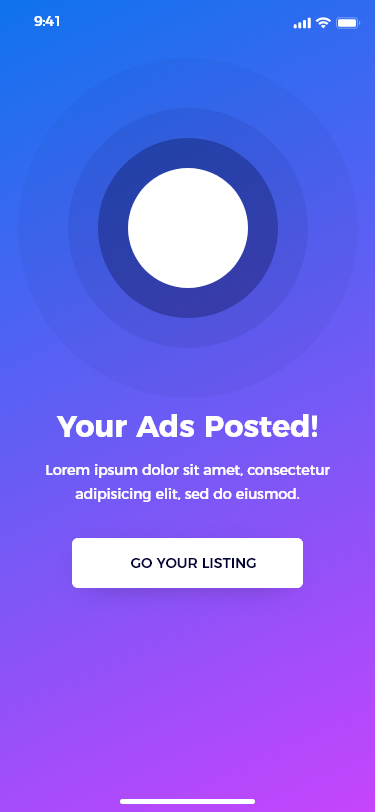 9:41
Your Ads Posted!
Lorem ipsum dolor sit amet, consectetur
adipisicing elit, sed do eiusmod.
GO YOUR LISTING